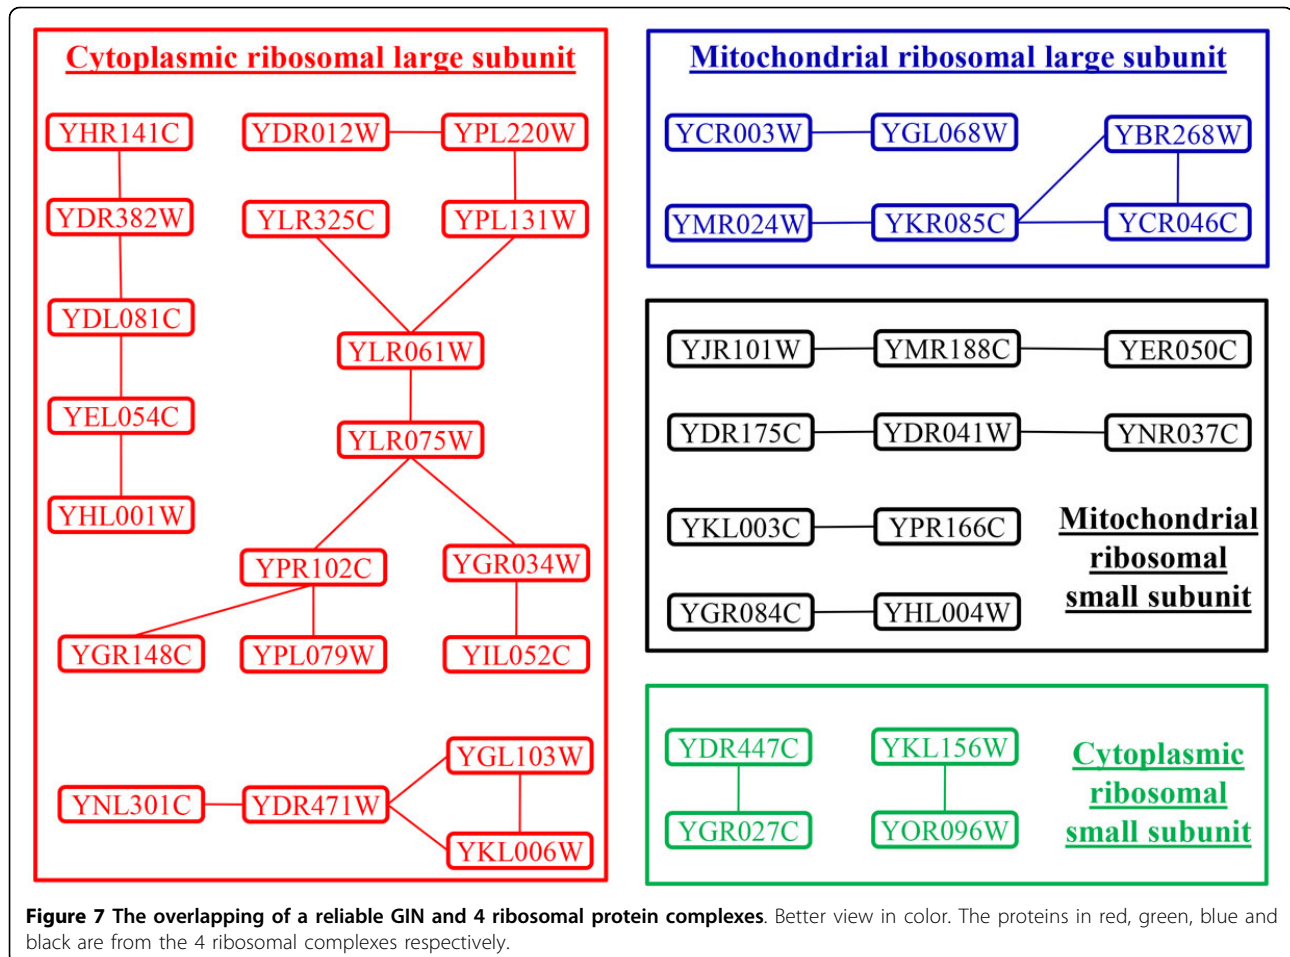 Cytoplasmic ribosomal large subunit
YHR141C YDR012W YPL220W
YDR382W YLR325C YPL131W
YDL081C
YLR061W
YEL054C
YLR075W
YHL001W
YPR102C YGR034W
YGR148C YPL079W YIL052C
YGL103W
YNL301C YDR471W
YKL006W
Mitochondrial ribosomal large subunit
YCR003W YGL068W YBR268W
YMR024W YKR085C YCR046C
YJR101W YMR188C YER050C
YDR175C YDR041W YNR037C
YKL003C YPR166C
YGR084C YHL004W
Mitochondrial
ribosomal
small subunit
YDR447C YKL156W
YGR027C YOR096W
Cytoplasmic
ribosomal
small subunit
Figure 7 The overlapping of a reliable GIN and 4 ribosomal protein complexes. Better view in color. The proteins in red, green, blue and
black are from the 4 ribosomal complexes respectively.